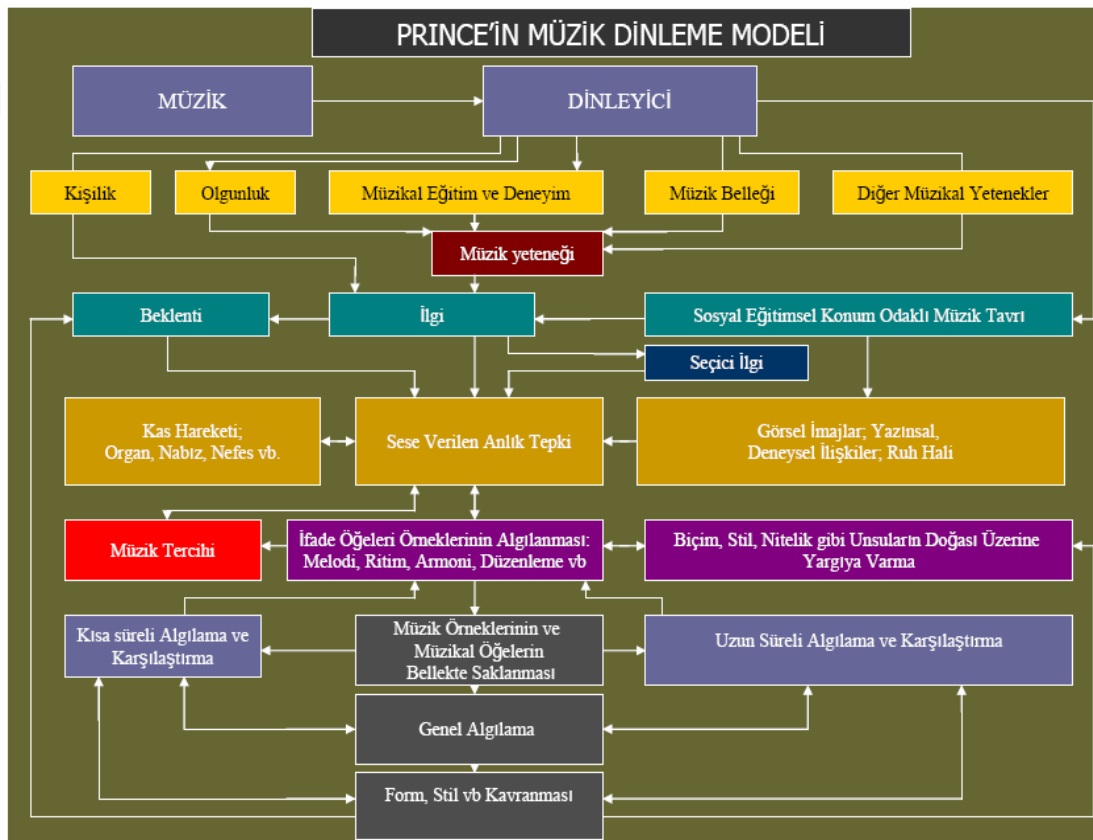 PRINCE’İN MÜZİK DİNLEME MODELİ
MÜZİK
DİNLEYİCİ
Kişilik
Olgunluk
Müzikal Eğitim ve Deneyim
Müzik Belleği
Diğer Müzikal Yetenekler
Müzik yeteneği
Beklenti
İlgi
Sosyal Eğitimsel Konum Odaklı Müzik Tavrı
Seçici İlgi
Kas Hareketi;
Organ, Nabız, Nefes vb.
Sese Verilen Anlık Tepki
Görsel İmajlar; Yazınsal,
Deneysel İlişkiler; Ruh Hali
Müzik Tercihi
İfade Öğeleri Örneklerinin Algılanması:
Melodi, Ritim, Armoni, Düzenleme vb
Biçim, Stil, Nitelik gibi Unsuların Doğası Üzerine
Yargıya Varma
Kısa süreli Algılama ve
Karşılaştırma
Müzik Örneklerinin ve
Müzikal Öğelerin
Bellekte Saklanması
Uzun Süreli Algılama ve Karşılaştırma
Genel Algılama
Form, Stil vb Kavranması